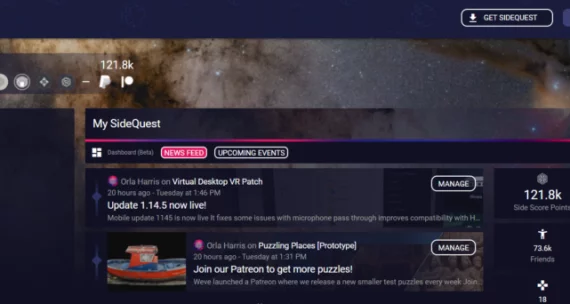 GET SIDEQUEST
121.8k
My SideQuest
Dashboard (Beta) NEWS FEED UPCOMING EVENTS
Orla Harris on Virtual Desktop VR Patch
MANAGE
20 hours ago - Tuesday at 1:46 PM
Update 1.14.5 now live!
Mobile update 1145 is now live It fixes some issues with microphone pass through improves compatibility with H...
Orla Harris on Puzzling Places [Prototype]
MANAGE
20 hours ago - Tuesday at 1:31 PM
Join our Patreon to get more puzzles!
Weve launched a Patreon where we release a new smaller test puzzles every week Join...
121.8k
Side Score Points
73.6k
Friends
18